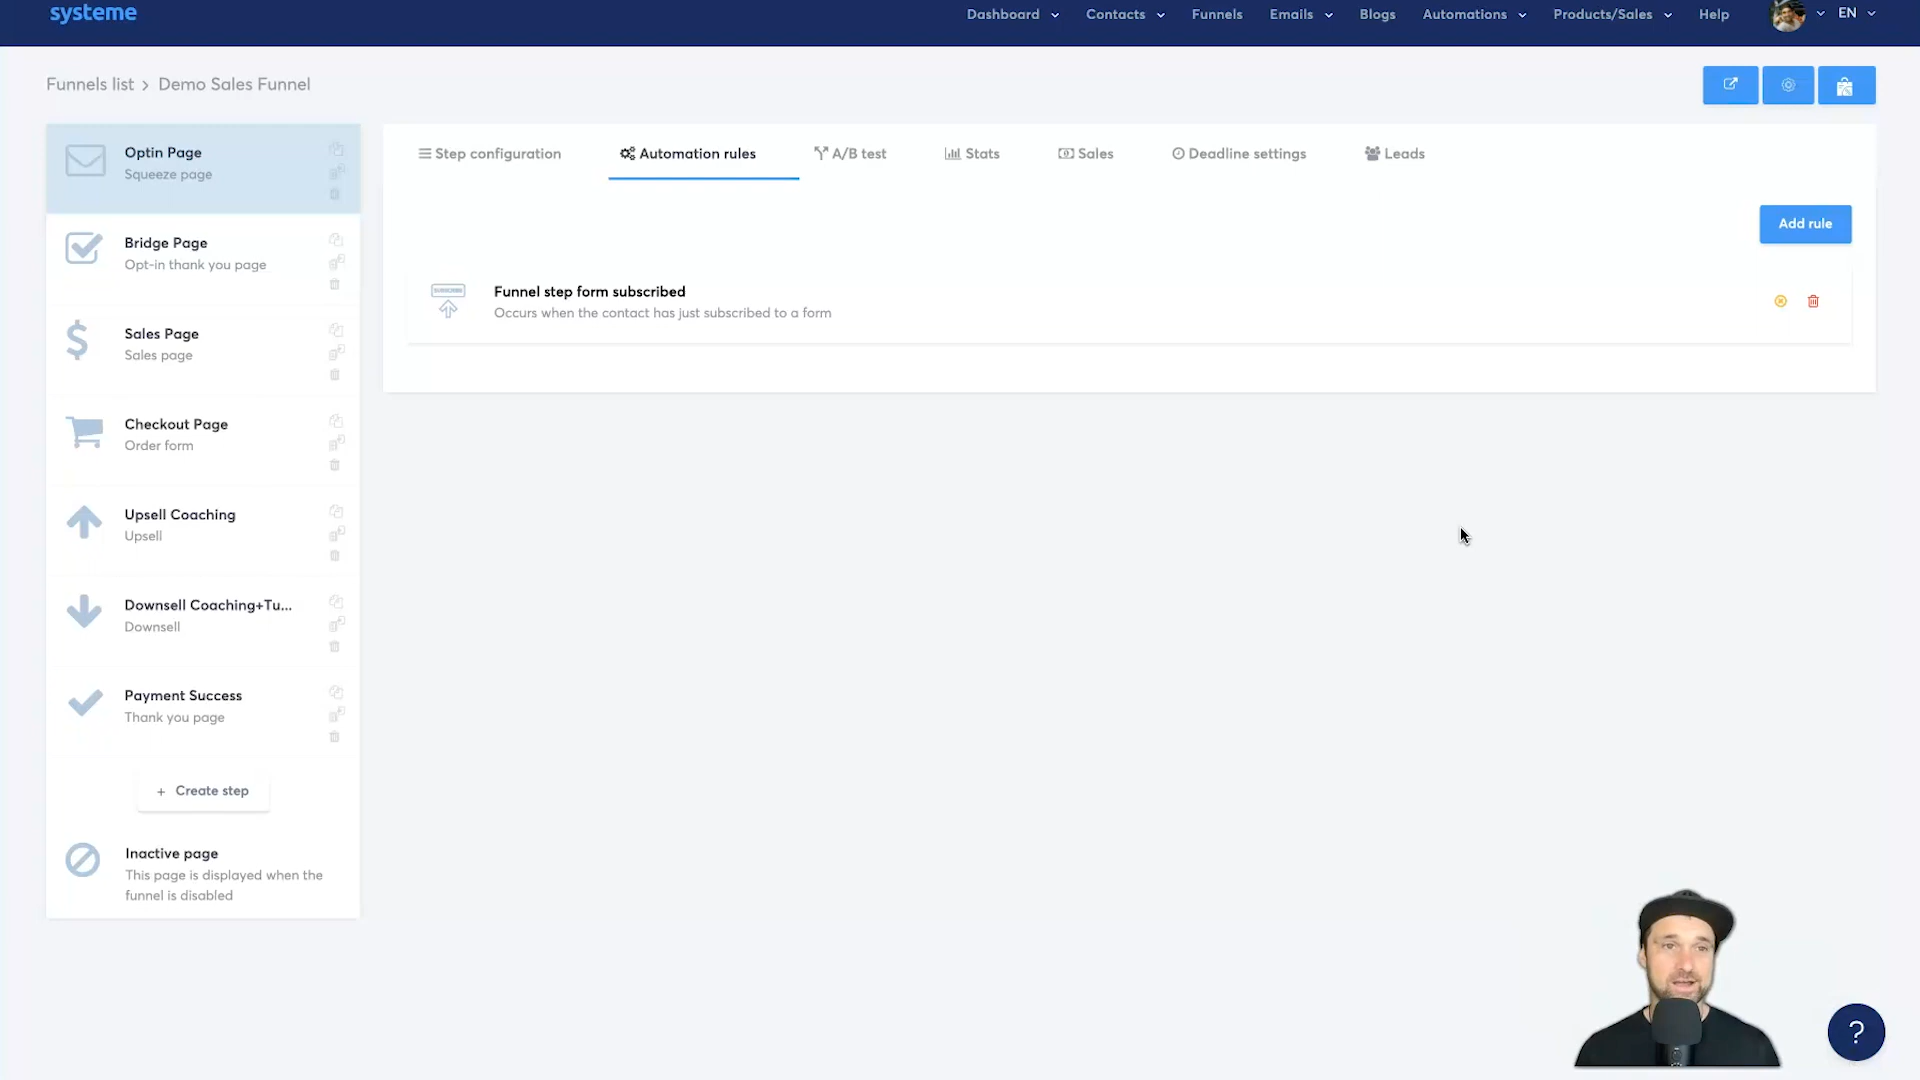 systeme
Dashboard Contacts Funnels Emails Blogs Automations Products/Sales Help EN
Funnels list > Demo Sales Funnel
Optin Page
Squeeze page
Bridge Page
Opt-in thank you page
Sales Page
Sales page
Checkout Page
Order form
Upsell Coaching
Upsell
Downsell Coaching+Tu...
Downsell
Payment Success
Thank you page
+ Create step
Inactive page
This page is displayed when the
funnel is disabled
Step configuration Automation rules A/B test Stats Sales Deadline settings Leads
Add rule
SUBSCRIBE
Funnel step form subscribed
Occurs when the contact has just subscribed to a form
?